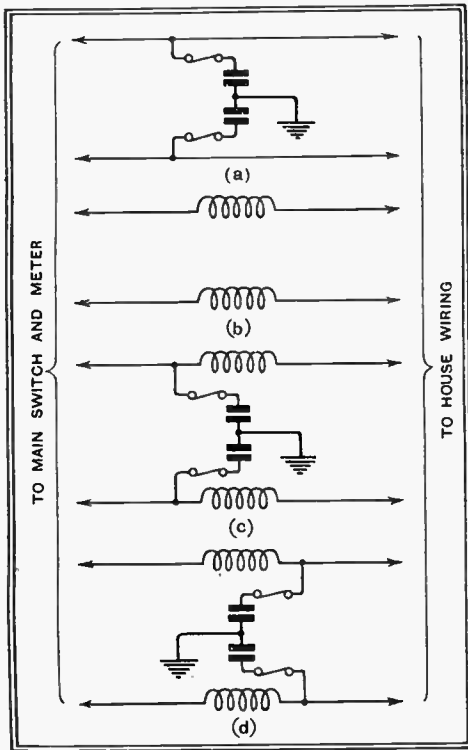 TO MAIN SWITCH AND METER
(a)
(b)
(c)
(d)
TO HOUSE WIRING